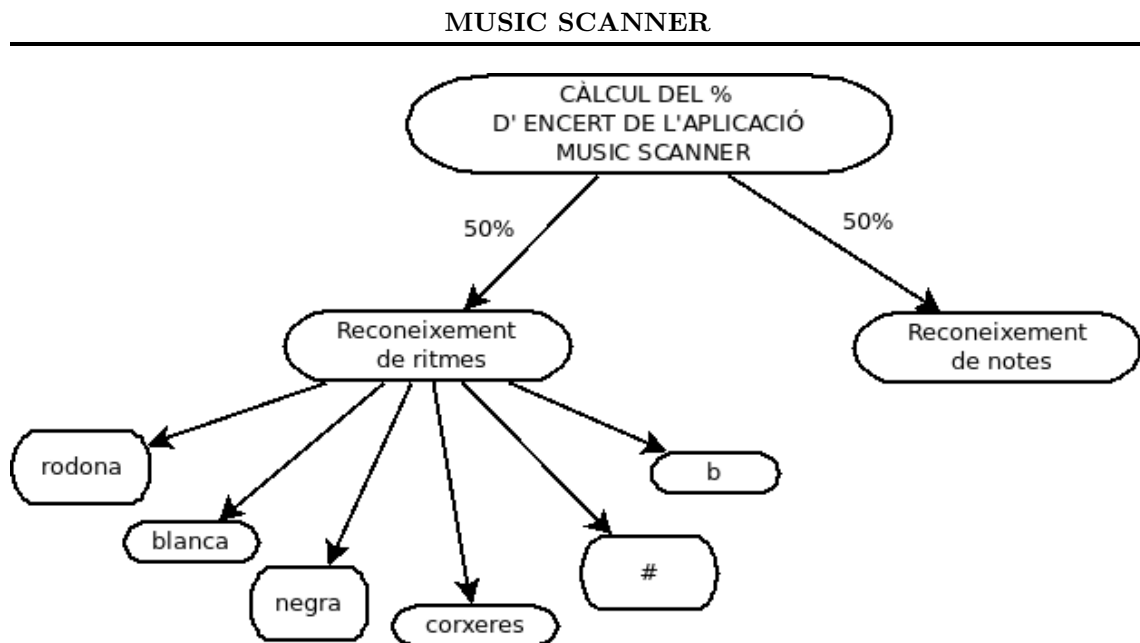 MUSIC SCANNER
CÀLCUL DEL %
D' ENCERT DE L'APLICACIÓ
MUSIC SCANNER
50%
50%
Reconeixement
de ritmes
Reconeixement
de notes
rodona
blanca
negra
corxeres
#
b